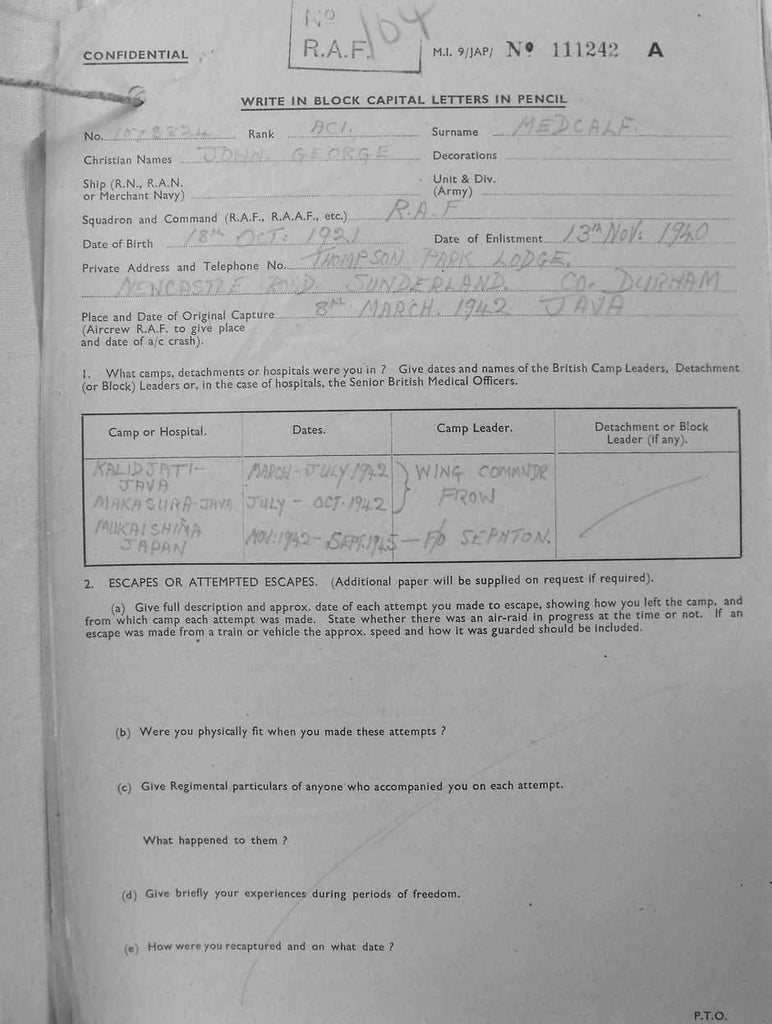 No
R.A.F. 104
CONFIDENTIAL
M.I. 9/JAP/ No 111242 A
WRITE IN BLOCK CAPITAL LETTERS IN PENCIL
No. 1078824 Rank AC1. Surname MEDCALF.
Christian Names JOHN. GEORGE Decorations
Ship (R.N., R.A.N. Unit & Div.
or Merchant Navy) (Army)
Squadron and Command (R.A.F., R.A.A.F., etc.) R.A.F
Date of Birth 18TH OCT: 1921 Date of Enlistment 13TH NOV: 1940
Private Address and Telephone No. THOMPSON PARK LODGE,
NEWCASTLE ROAD. SUNDERLAND. CO. DURHAM
Place and Date of Original Capture 8TH MARCH. 1942 JAVA
(Aircrew R.A.F. to give place
and date of a/c crash).
1. What camps, detachments or hospitals were you in ? Give dates and names of the British Camp Leaders, Detachment
(or Block) Leaders or, in the case of hospitals, the Senior British Medical Officers.
Camp or Hospital. Dates. Camp Leader. Detachment or Block
Leader (if any).
KALIDJATI- MARCH-JULY 1942 WING COMMANDR
JAVA FROW
MAKASURA-JAVA JULY - OCT. 1942
MUKAISHIMA NOV. 1942 - SEPT. 1945 - F/O SEPNTON.
JAPAN
2. ESCAPES OR ATTEMPTED ESCAPES. (Additional paper will be supplied on request if required).
(a) Give full description and approx. date of each attempt you made to escape, showing how you left the camp, and
from which camp each attempt was made. State whether there was an air-raid in progress at the time or not. If an
escape was made from a train or vehicle the approx. speed and how it was guarded should be included.
(b) Were you physically fit when you made these attempts ?
(c) Give Regimental particulars of anyone who accompanied you on each attempt.
What happened to them ?
(d) Give briefly your experiences during periods of freedom.
(e) How were you recaptured and on what date ?
P.T.O.